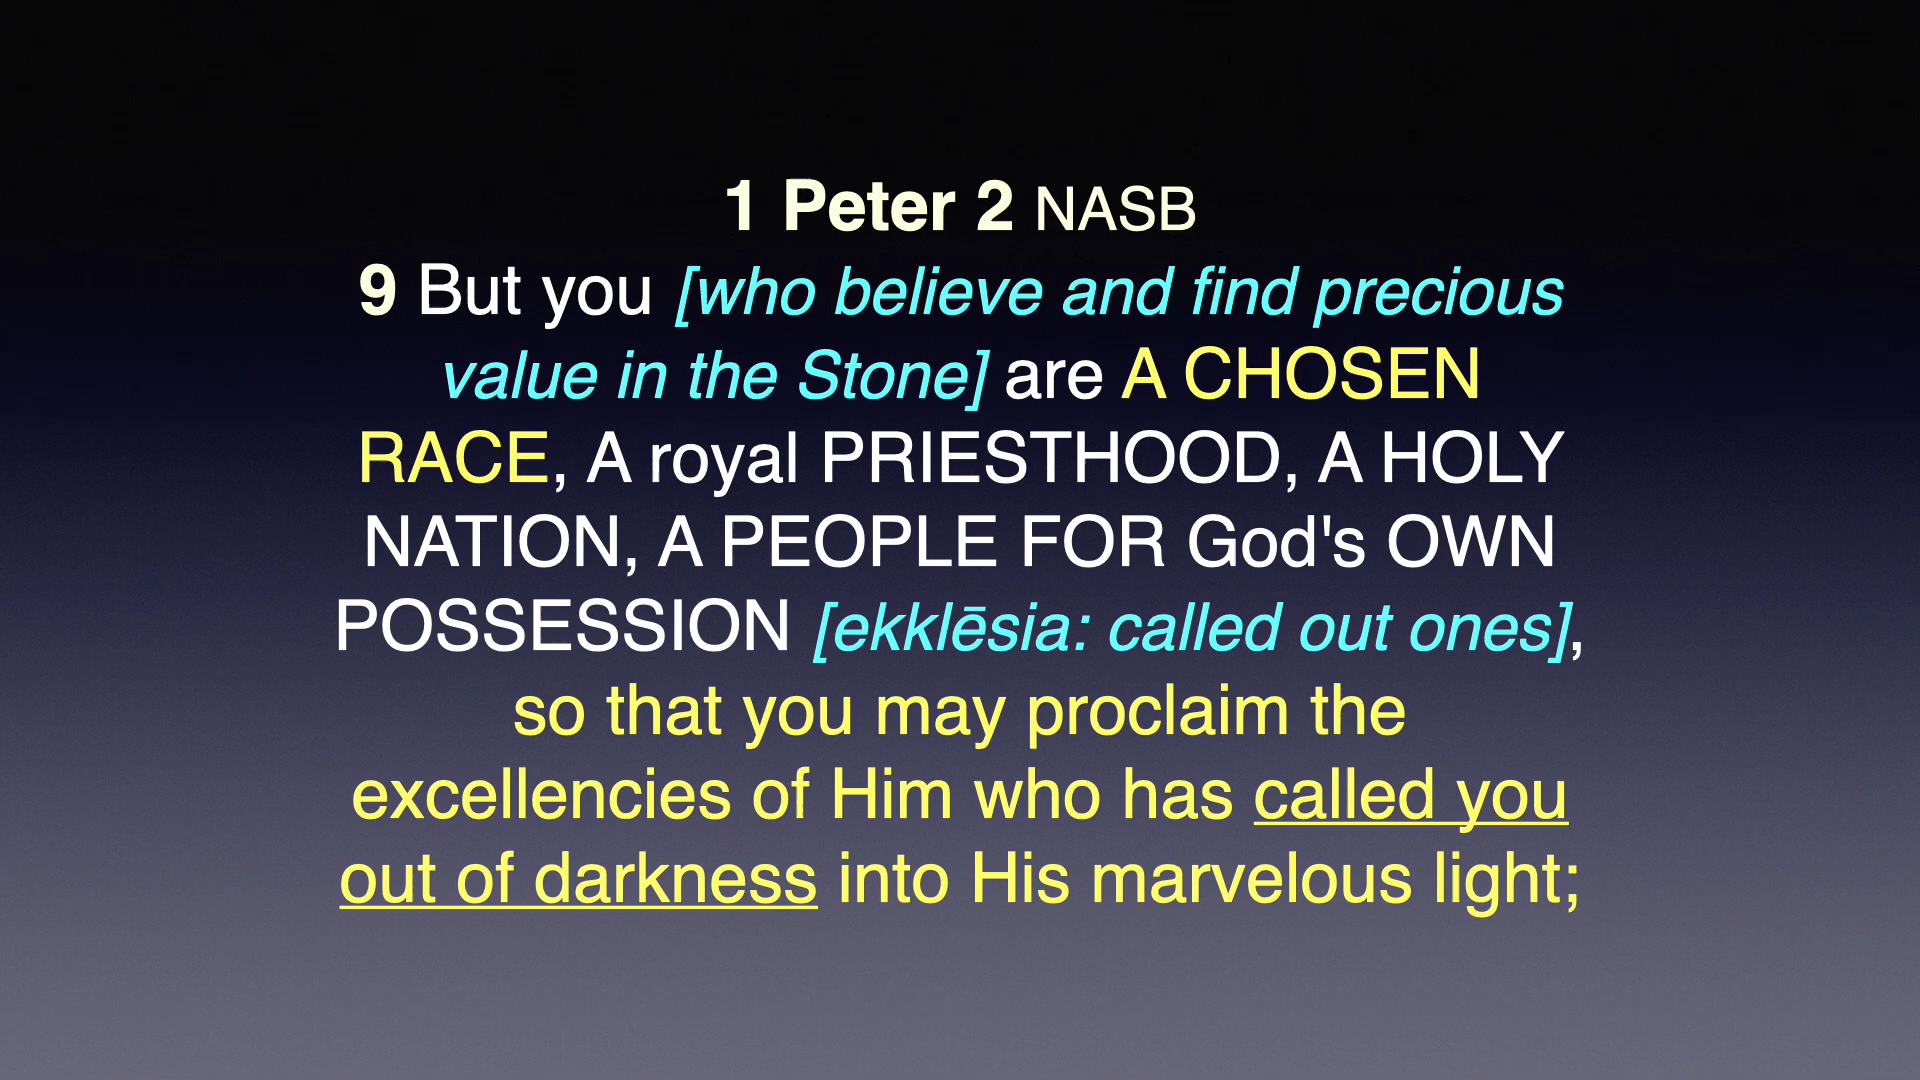 1 Peter 2 NASB
9 But you [who believe and find precious
value in the Stone] are A CHOSEN
RACE, A royal PRIESTHOOD, A HOLY
NATION, A PEOPLE FOR God's OWN
POSSESSION [ekklēsia: called out ones],
so that you may proclaim the
excellencies of Him who has called you
out of darkness into His marvelous light;